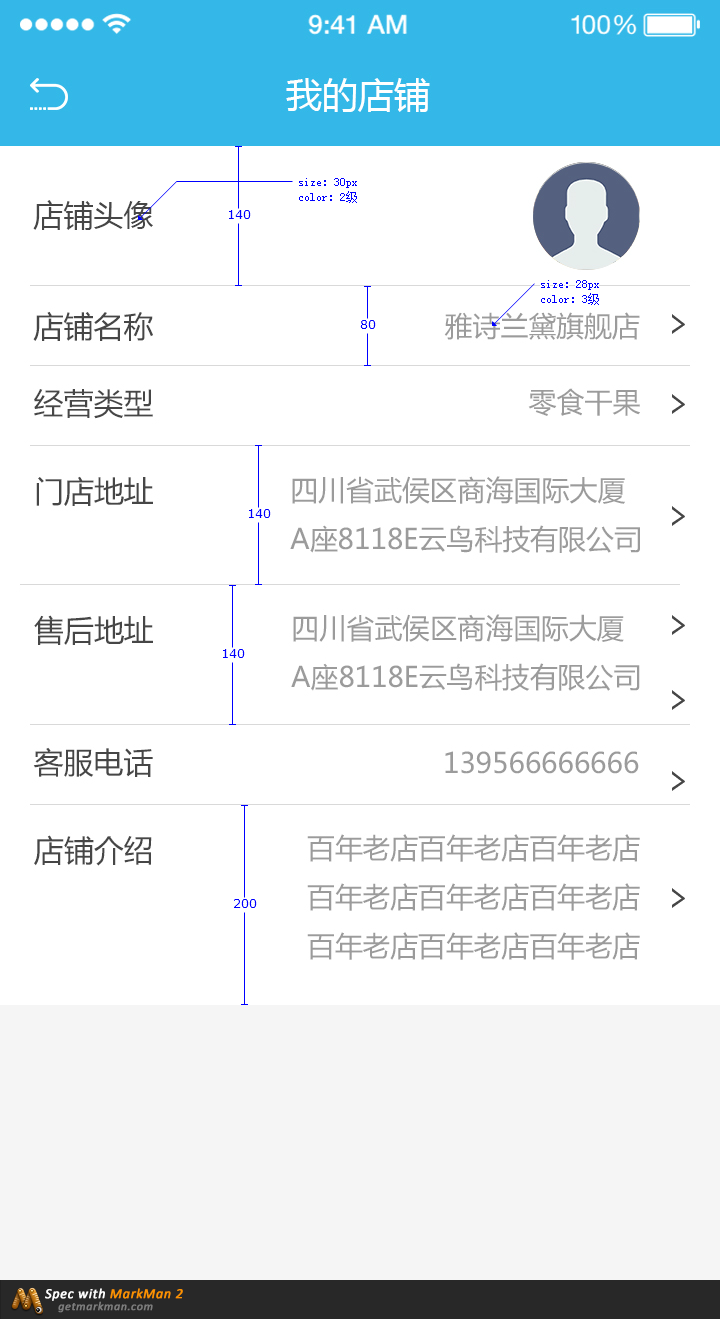 9:41 AM
100%
我的店铺
size: 30px
color: 2级
店铺头像
140
size: 28px
color: 3级
店铺名称
80
雅诗兰黛旗舰店
经营类型
零食干果
门店地址
140
四川省武侯区商海国际大厦
A座8118E云鸟科技有限公司
售后地址
140
四川省武侯区商海国际大厦
A座8118E云鸟科技有限公司
客服电话
139566666666
店铺介绍
200
百年老店百年老店百年老店
百年老店百年老店百年老店
百年老店百年老店百年老店
Spec with MarkMan 2
getmarkman.com